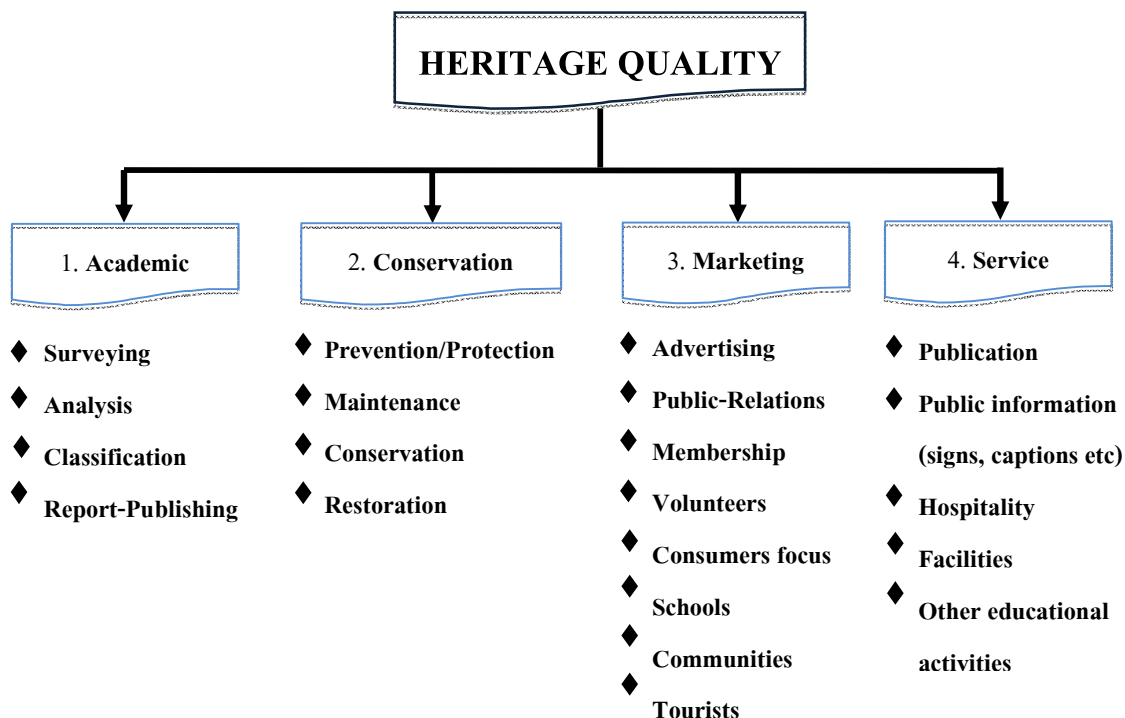 HERITAGE QUALITY
1. Academic
Surveying
Analysis
Classification
Report-Publishing
2. Conservation
Prevention/Protection
Maintenance
Conservation
Restoration
3. Marketing
Advertising
Public-Relations
Membership
Volunteers
Consumers focus
Schools
Communities
Tourists
4. Service
Publication
Public information
(signs, captions etc)
Hospitality
Facilities
Other educational
activities